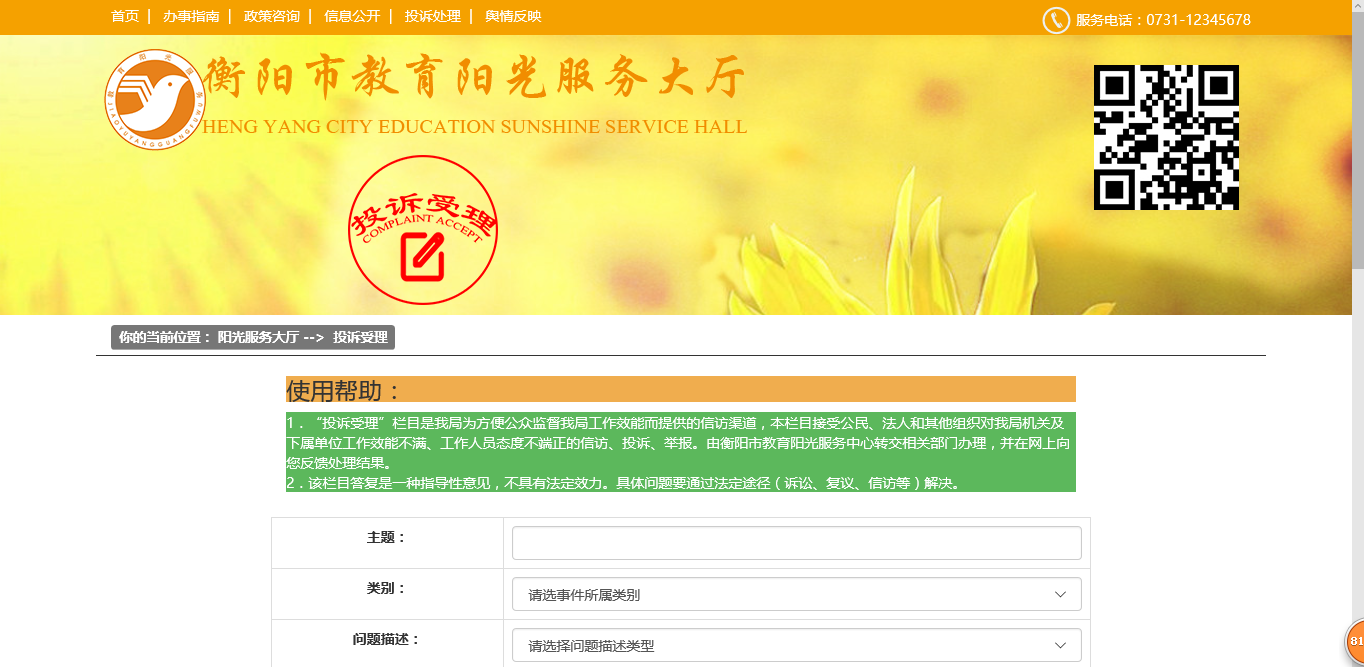 首页 | 办事指南 | 政策咨询 | 信息公开 | 投诉处理 | 舆情反映
服务电话：0731-12345678
衡阳市教育阳光服务大厅
HENG YANG CITY EDUCATION SUNSHINE SERVICE HALL
投诉受理
COMPLAINT ACCEPT
你的当前位置： 阳光服务大厅 --> 投诉受理
使用帮助：
1．“投诉受理”栏目是我局为方便公众监督我局工作效能而提供的信访渠道，本栏目接受公民、法人和其他组织对我局机关及
下属单位工作效能不满、工作人员态度不端正的信访、投诉、举报。由衡阳市教育阳光服务中心转交相关部门办理，并在网上向
您反馈处理结果。
2．该栏目答复是一种指导性意见，不具有法定效力。具体问题要通过法定途径（诉讼、复议、信访等）解决。
主题：
类别：
请选事件所属类别
问题描述：
请选择问题描述类型
81